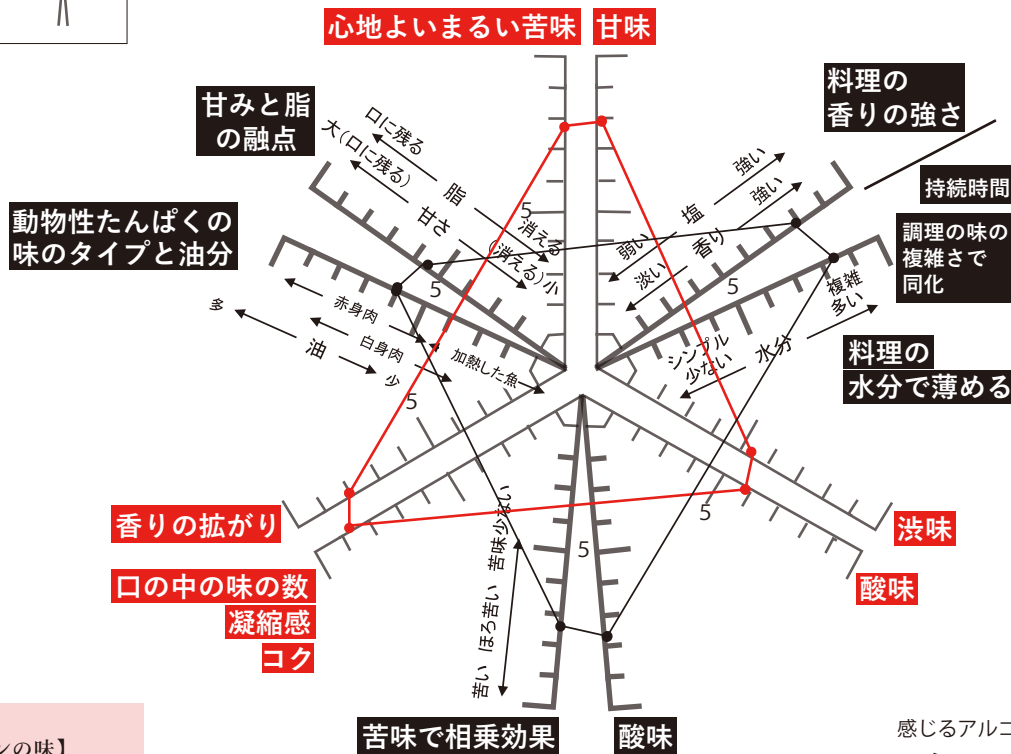 心地よいまるい苦味
甘味
甘みと脂
の融点
料理の
香りの強さ
口に残る
脂
消える
大(口に残る)
甘さ
(消える)小
5
強い
塩
弱い
強い
香り
淡い
持続時間
動物性たんぱくの
味のタイプと油分
調理の味の
複雑さで
同化
5
5
複雑
多い
水分
シンプル
少ない
赤身肉
白身肉
加熱した魚
多
油
少
料理の
水分で薄める
5
5
香りの拡がり
渋味
口の中の味の数
凝縮感
コク
酸味
5
苦味少ない
ほろ苦い
苦い
苦味で相乗効果
酸味
ンの味】
感じるアルコ